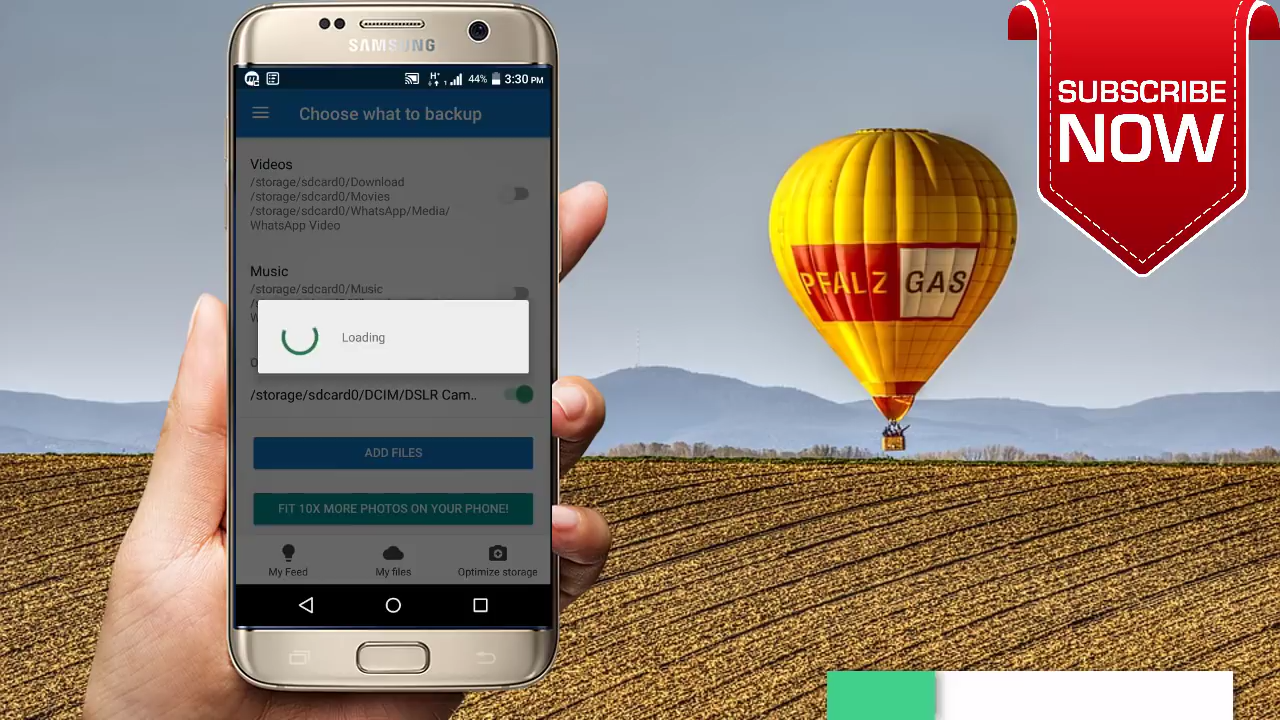 SAMSUNG
44% 3:30 PM
Choose what to backup
Videos
/storage/sdcard0/Download
/storage/sdcard0/Movies
/storage/sdcard0/WhatsApp/Media/
WhatsApp Video
Music
/storage/sdcard0/Music
Loading
/storage/sdcard0/DCIM/DSLR Cam..
ADD FILES
FIT 10X MORE PHOTOS ON YOUR PHONE!
My Feed
My files
Optimize storage
PFALZ GAS
SUBSCRIBE
NOW